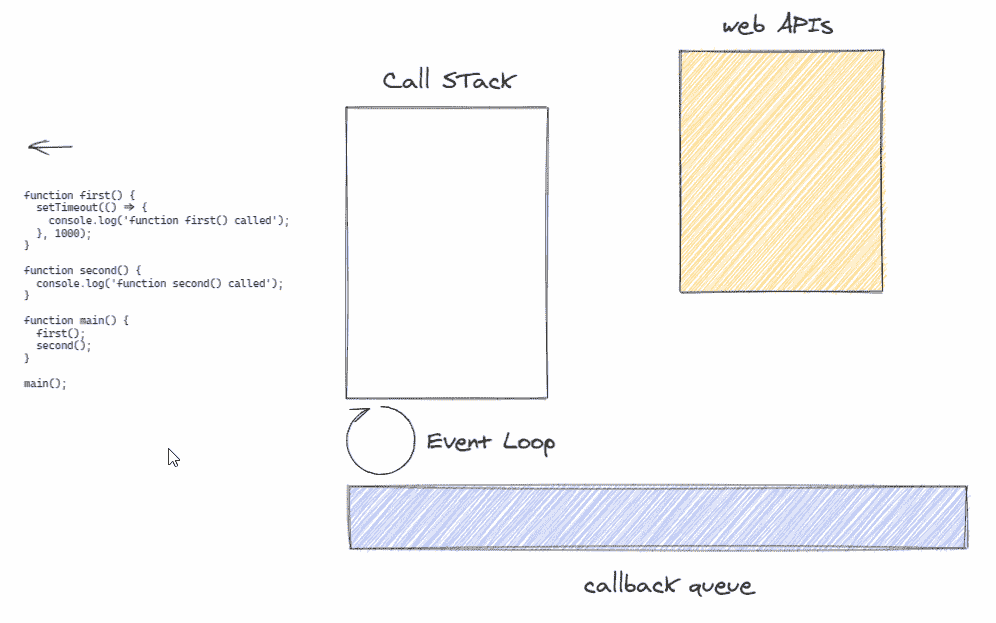 web APIs
Call STack
function first() {
  setTimeout(() => {
    console.log('function first() called');
  }, 1000);
}
function second() {
  console.log('function second() called');
}
function main() {
  first();
  second();
}
main();
Event Loop
callback queue